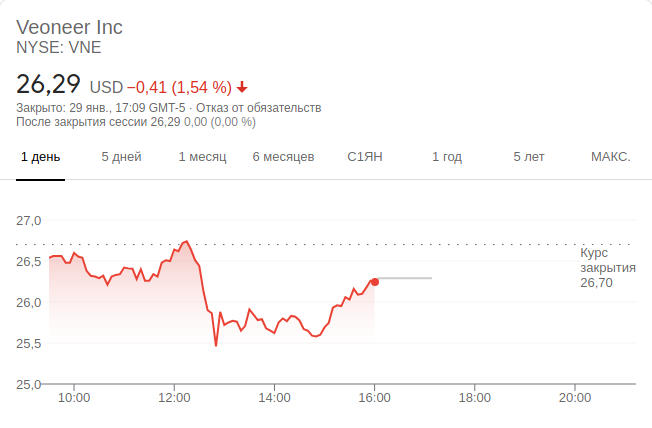 Veoneer Inc
NYSE: VNE
26,29 USD −0,41 (1,54 %)
Закрыто: 29 янв., 17:09 GMT-5 · Отказ от обязательств
После закрытия сессии 26,29 0,00 (0,00 %)
1 день 5 дней 1 месяц 6 месяцев С1ЯН 1 год 5 лет МАКС.
27,0
26,5
26,0
25,5
25,0
Курс
закрытия
26,70
10:00 12:00 14:00 16:00 18:00 20:00